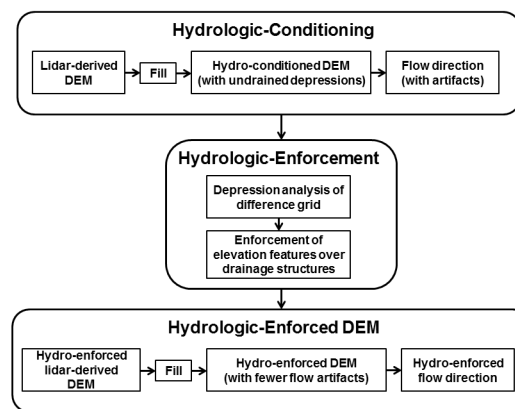 Hydrologic-Conditioning
Lidar-derived
DEM
Fill
Hydro-conditioned DEM
(with undrained depressions)
Flow direction
(with artifacts)
Hydrologic-Enforcement
Depression analysis of
difference grid
Enforcement of
elevation features over
drainage structures
Hydrologic-Enforced DEM
Hydro-enforced
lidar-derived
DEM
Fill
Hydro-enforced DEM
(with fewer flow artifacts)
Hydro-enforced
flow direction